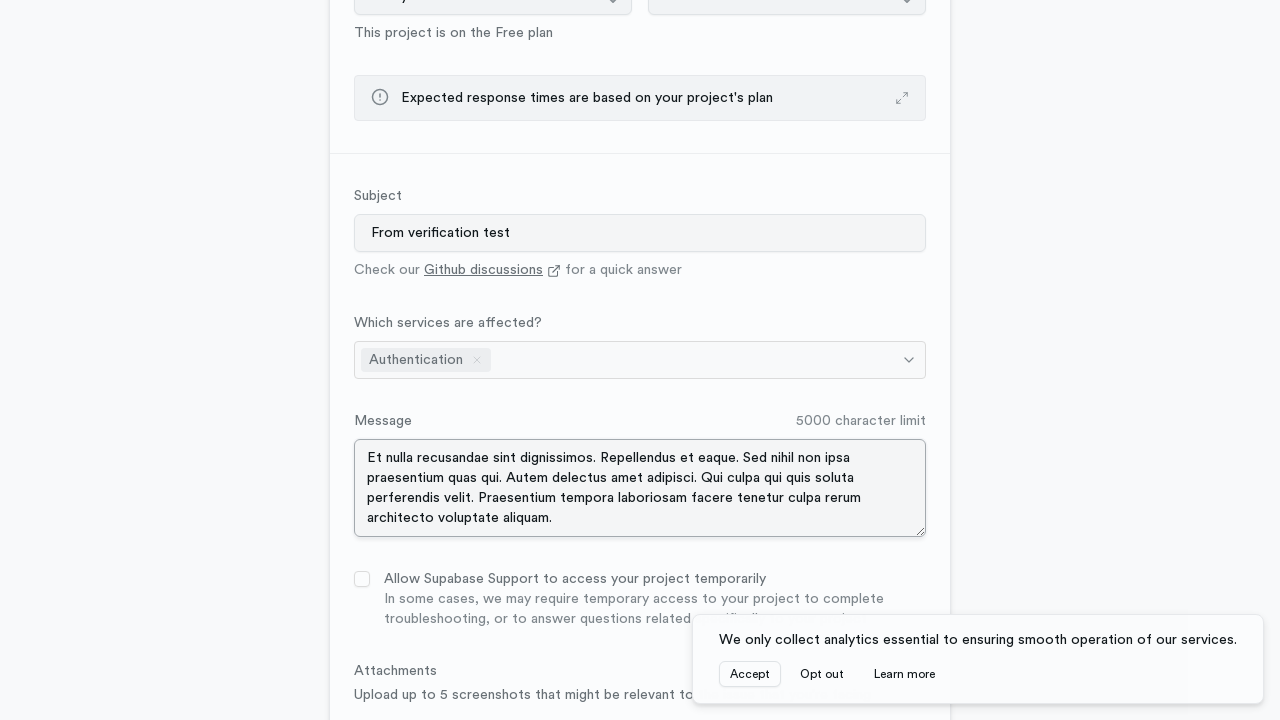 This project is on the Free plan
Expected response times are based on your project's plan
Subject
From verification test
Check our Github discussions for a quick answer
Which services are affected?
Authentication
Message
5000 character limit
Et nulla recusandae sint dignissimos. Repellendus et eaque. Sed nihil non ipsa
praesentium quas qui. Autem delectus amet adipisci. Qui culpa qui quis soluta
perferendis velit. Praesentium tempora laboriosam facere tenetur culpa rerum
architecto voluptate aliquam.
Allow Supabase Support to access your project temporarily
In some cases, we may require temporary access to your project to complete
troubleshooting, or to answer questions related
We only collect analytics essential to ensuring smooth operation of our services.
Accept
Opt out
Learn more
Attachments
Upload up to 5 screenshots that might be relevant to